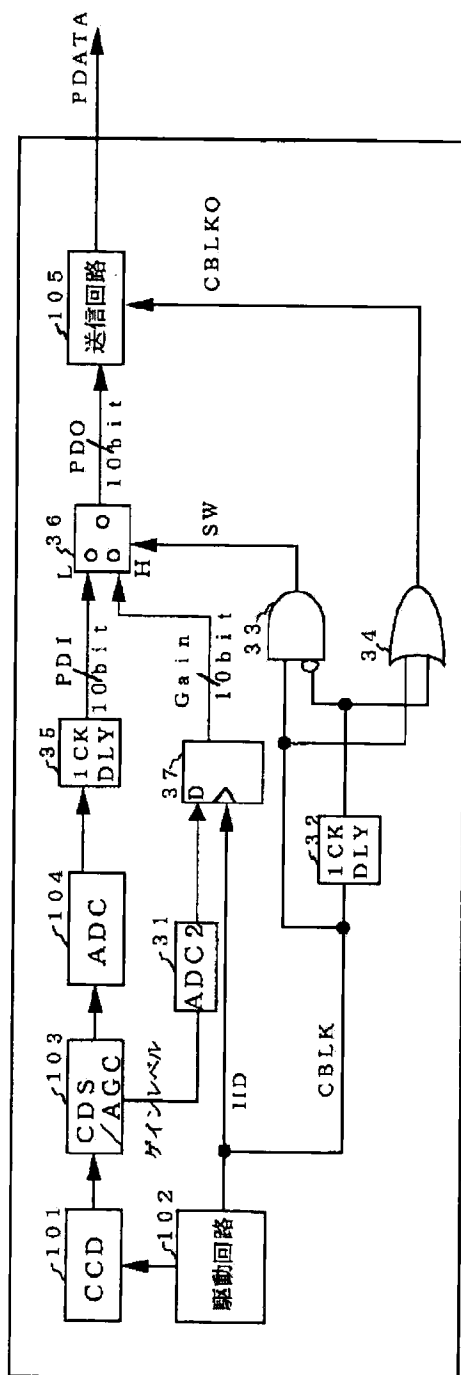 101
CCD
103
CDS
/AGC
104
ADC
35
1CK
DLY
PDI
10bit
L
36
H
PDO
10bit
105
送信回路
PDATA
ゲインレベル
31
ADC2
37
D
Gain
10bit
SW
CBLKO
102
駆動回路
HD
CBLK
32
1CK
DLY
33
34